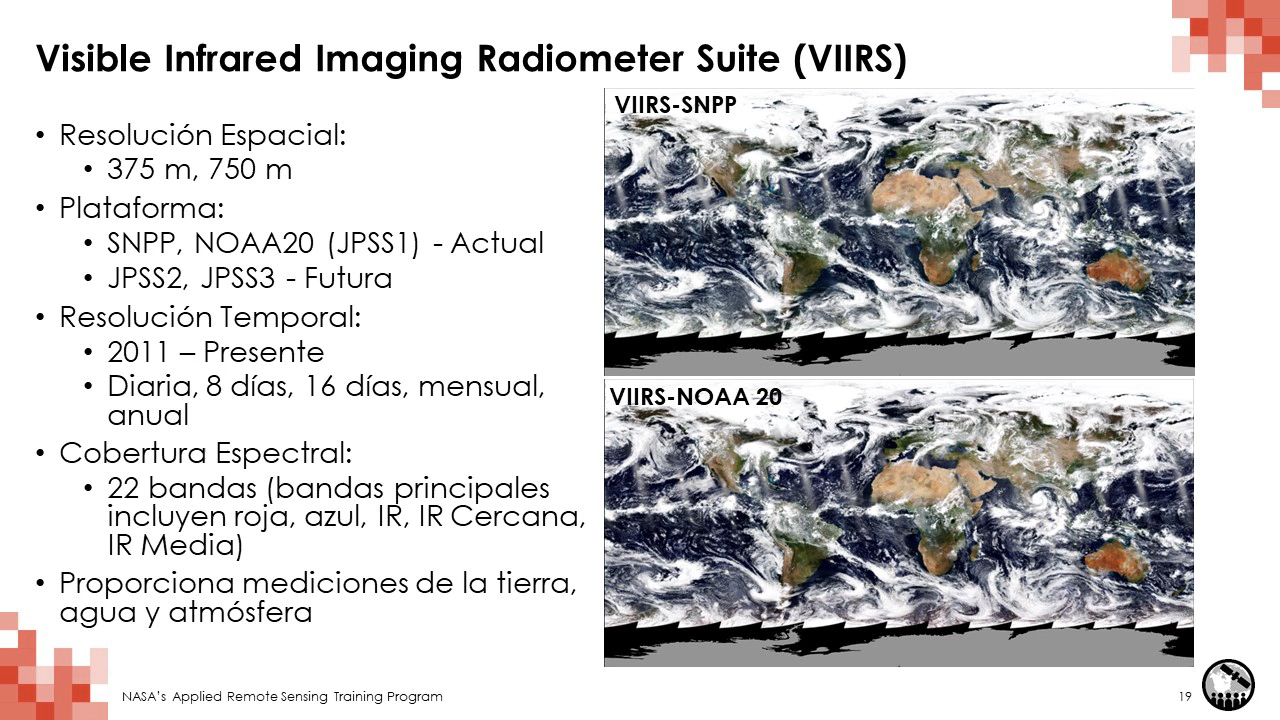 Visible Infrared Imaging Radiometer Suite (VIIRS)
• Resolución Espacial:
• 375 m, 750 m
• Plataforma:
• SNPP, NOAA20 (JPSS1) - Actual
• JPSS2, JPSS3 - Futura
• Resolución Temporal:
• 2011 – Presente
• Diaria, 8 días, 16 días, mensual,
anual
• Cobertura Espectral:
• 22 bandas (bandas principales
incluyen roja, azul, IR, IR Cercana,
IR Media)
• Proporciona mediciones de la tierra,
agua y atmósfera
VIIRS-SNPP
VIIRS-NOAA 20
NASA's Applied Remote Sensing Training Program
19